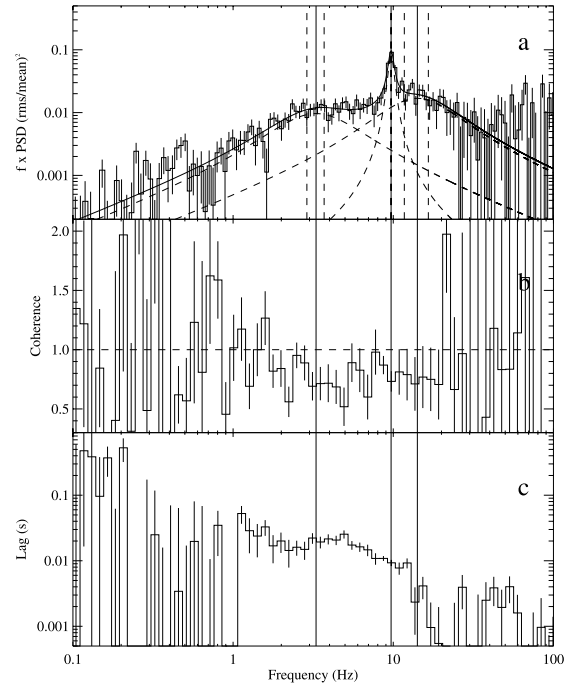 a
f x PSD (rms/mean)²
0.1
0.01
0.001
b
Coherence
2.0
1.5
1.0
0.5
c
Lag (s)
0.1
0.01
0.001
0.1 1 10 100
Frequency (Hz)